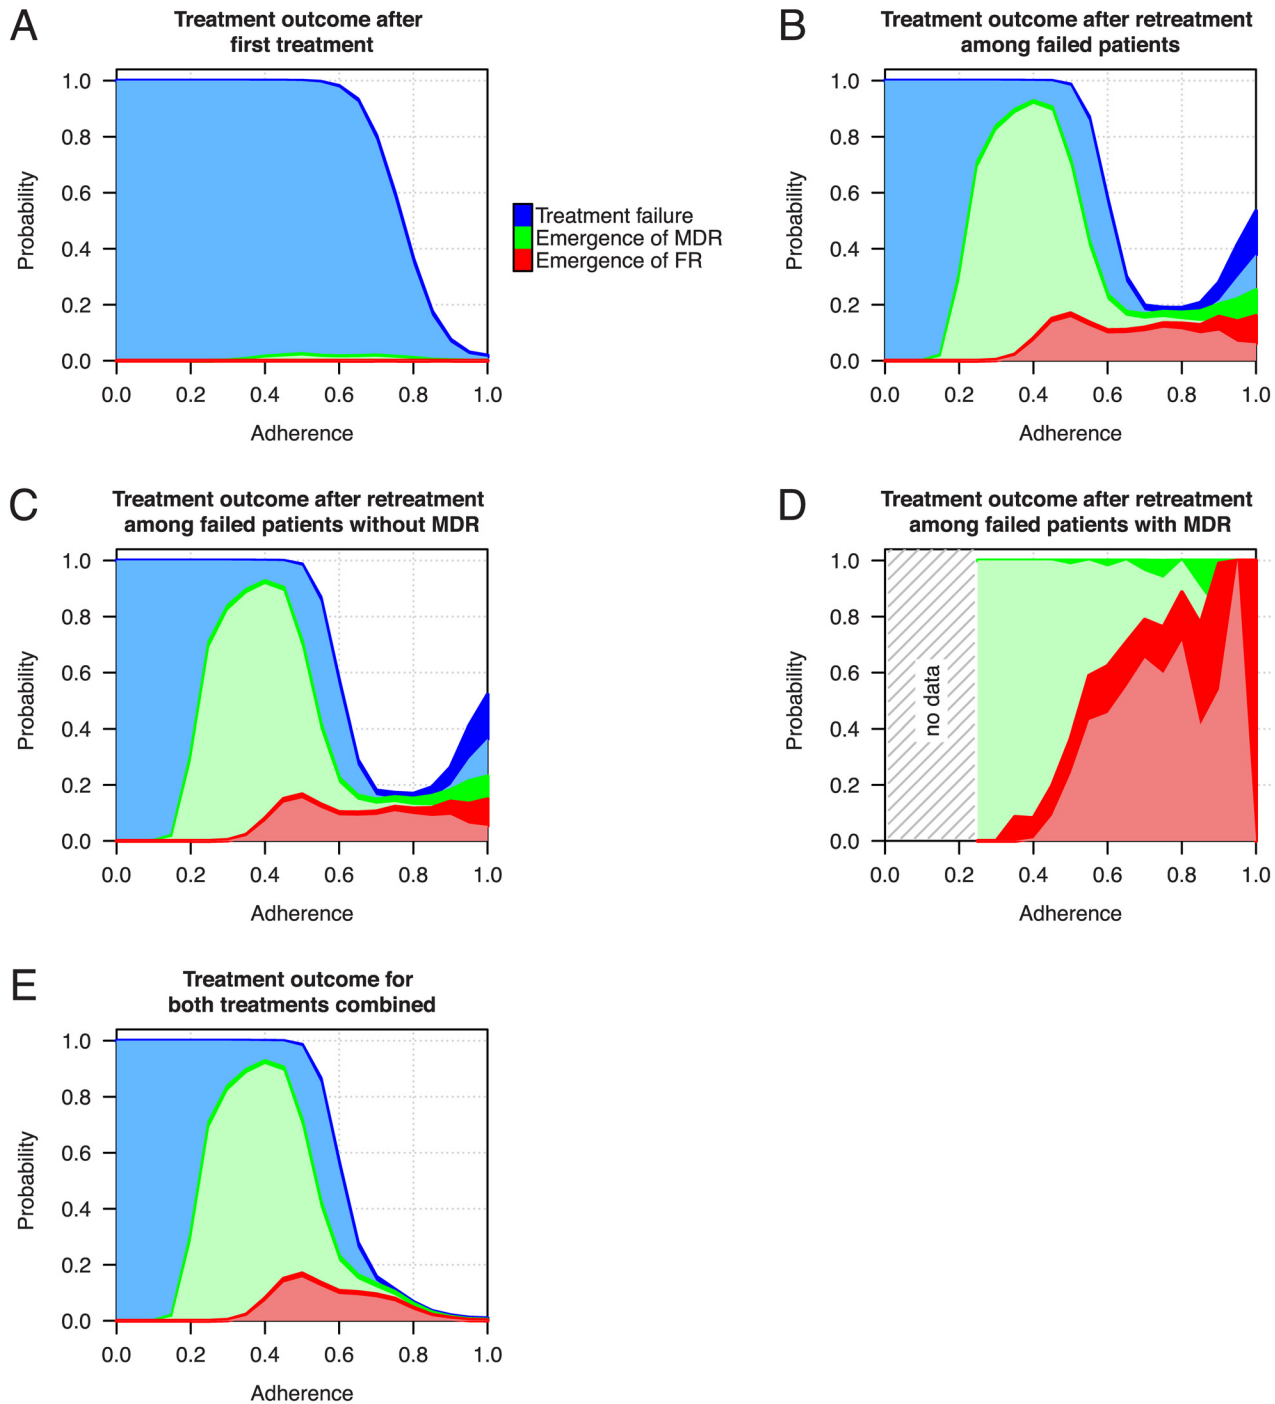 A
Treatment outcome after
first treatment
1.0
0.8
0.6
0.4
0.2
0.0
Probability
0.0 0.2 0.4 0.6 0.8 1.0
Adherence
Treatment failure
Emergence of MDR
Emergence of FR
B
Treatment outcome after retreatment
among failed patients
1.0
0.8
0.6
0.4
0.2
0.0
Probability
0.0 0.2 0.4 0.6 0.8 1.0
Adherence
C
Treatment outcome after retreatment
among failed patients without MDR
1.0
0.8
0.6
0.4
0.2
0.0
Probability
0.0 0.2 0.4 0.6 0.8 1.0
Adherence
D
Treatment outcome after retreatment
among failed patients with MDR
1.0
0.8
0.6
0.4
0.2
0.0
Probability
no data
0.0 0.2 0.4 0.6 0.8 1.0
Adherence
E
Treatment outcome for
both treatments combined
1.0
0.8
0.6
0.4
0.2
0.0
Probability
0.0 0.2 0.4 0.6 0.8 1.0
Adherence